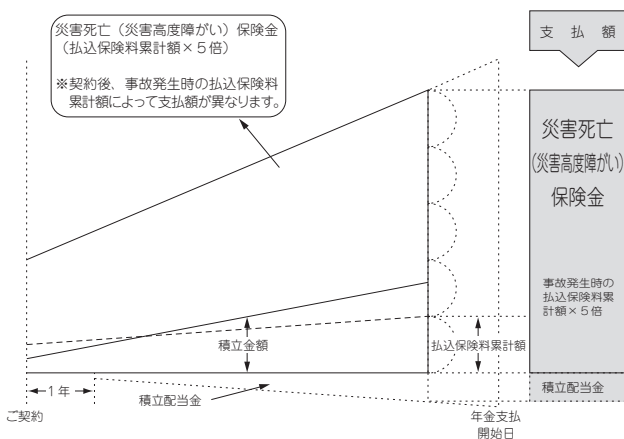 災害死亡（災害高度障がい）保険金
（払込保険料累計額×５倍）
※契約後、事故発生時の払込保険料
累計額によって支払額が異なります。
支払額
災害死亡
（災害高度障がい）
保険金
事故発生時の
払込保険料累
計額×５倍
積立金額
払込保険料累計額
1年
積立配当金
積立配当金
ご契約
年金支払
開始日